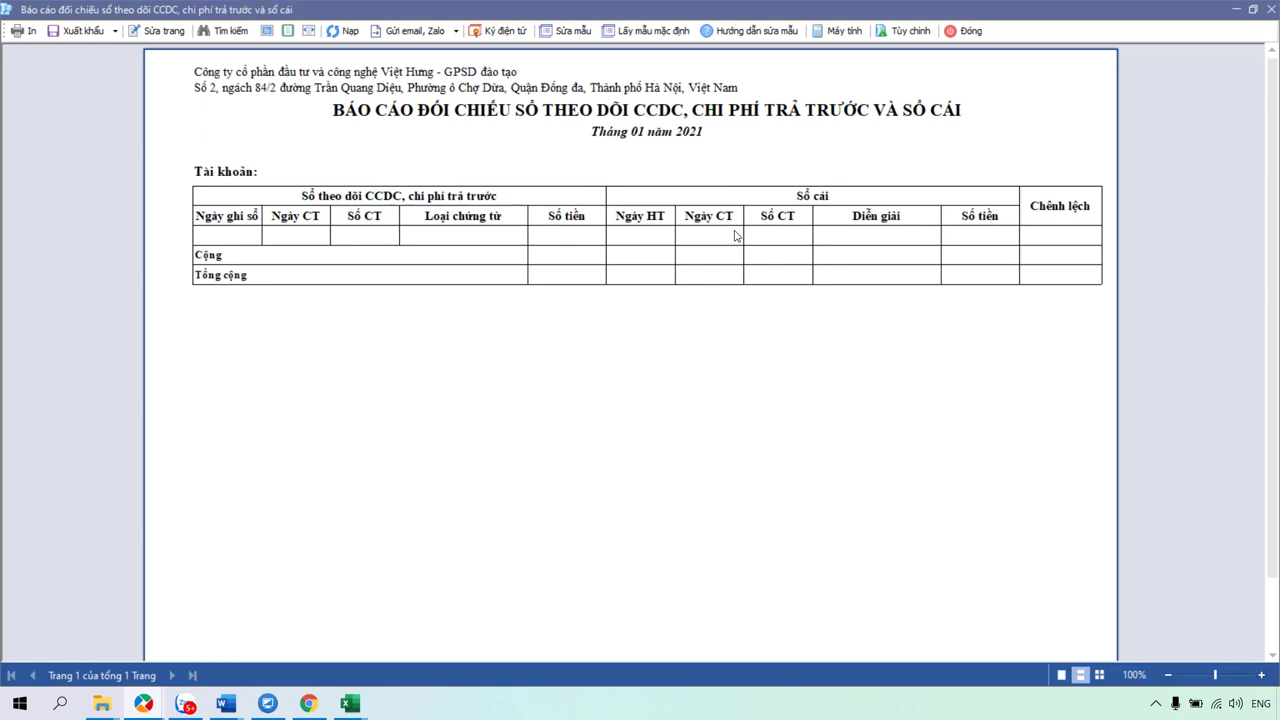 Báo cáo đối chiếu sổ theo dõi CCDC, chi phí trả trước và sổ cái
In Xuất khẩu Sửa trang Tìm kiếm Nạp Gửi email, Zalo Ký điện tử Sửa mẫu Lấy mẫu mặc định Hướng dẫn sửa mẫu Máy tính Tùy chỉnh Đóng
Công ty cổ phần đầu tư và công nghệ Việt Hưng - GPSD đào tạo
Số 2, ngách 84/2 đường Trần Quang Diệu, Phường ô Chợ Dừa, Quận Đống đa, Thành phố Hà Nội, Việt Nam
BÁO CÁO ĐỐI CHIẾU SỔ THEO DÕI CCDC, CHI PHÍ TRẢ TRƯỚC VÀ SỔ CÁI
Tháng 01 năm 2021
Tài khoản:
Sổ theo dõi CCDC, chi phí trả trước Sổ cái Chênh lệch
Ngày ghi sổ Ngày CT Số CT Loại chứng từ Số tiền Ngày HT Ngày CT Số CT Diễn giải Số tiền
Cộng
Tổng cộng
Trang 1 của tổng 1 Trang 100%
5+ ENG